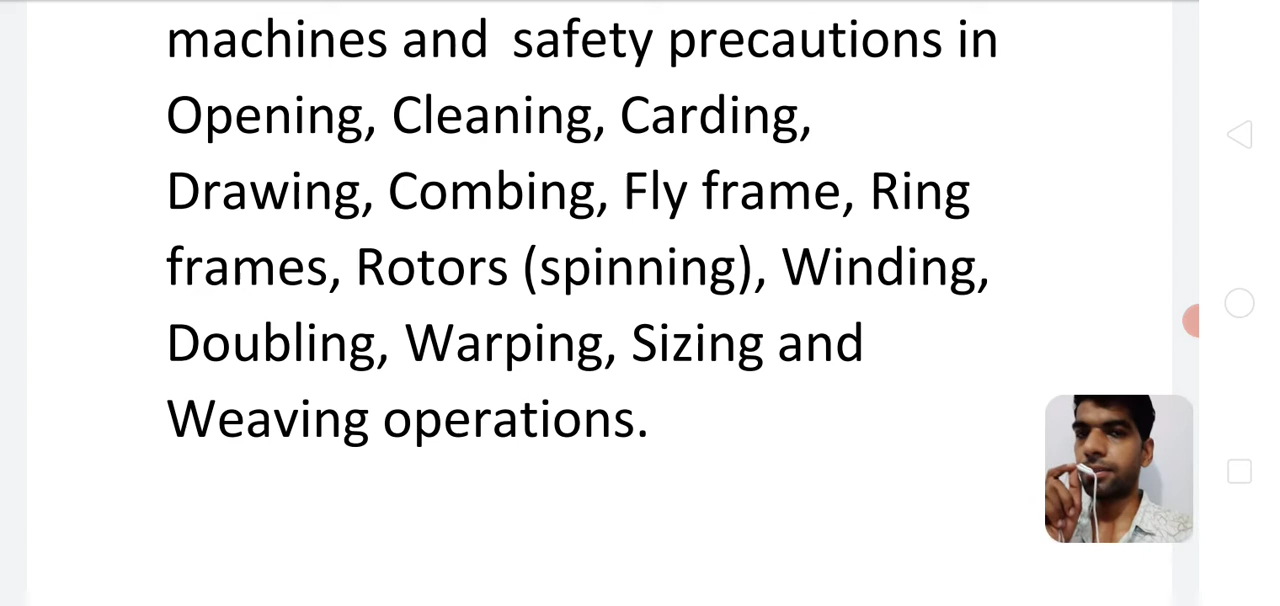 machines and safety precautions in
Opening, Cleaning, Carding,
Drawing, Combing, Fly frame, Ring
frames, Rotors (spinning), Winding,
Doubling, Warping, Sizing and
Weaving operations.